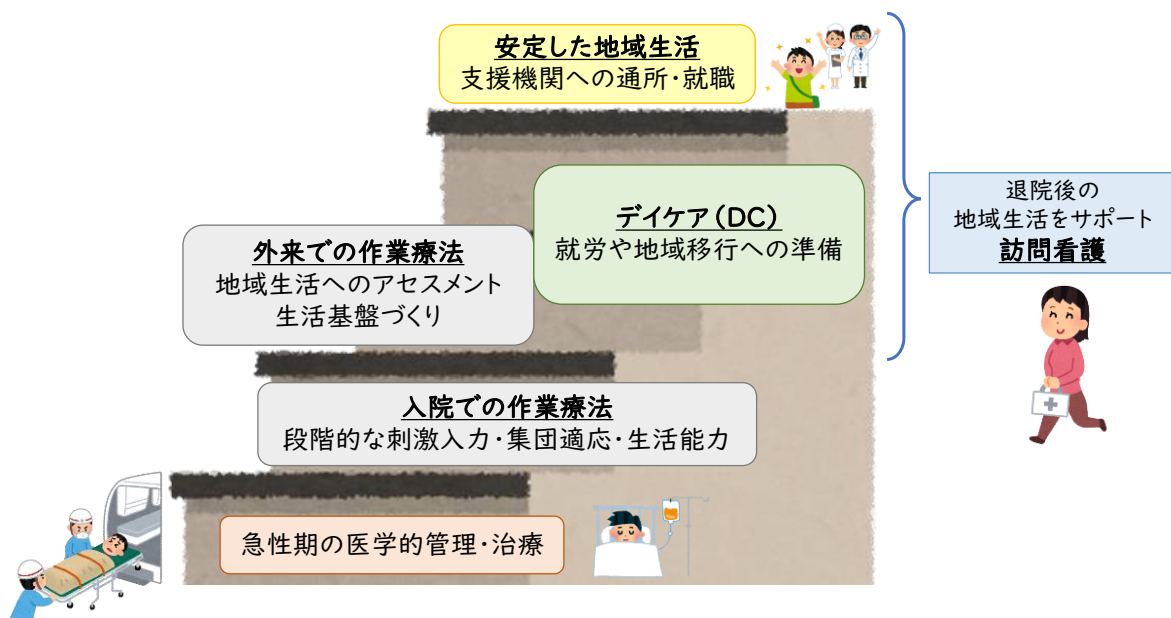 安定した地域生活
支援機関への通所・就職
デイケア（DC）
就労や地域移行への準備
外来での作業療法
地域生活へのアセスメント
生活基盤づくり
退院後の
地域生活をサポート
訪問看護
入院での作業療法
段階的な刺激入力・集団適応・生活能力
急性期の医学的管理・治療